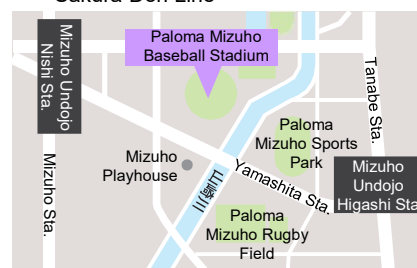 Sakura-Dori Line
Paloma Mizuho
Baseball Stadium
Mizuho Undojo
Nishi Sta.
Tanabe Sta.
Paloma
Mizuho Sports
Park
Mizuho
Playhouse
Yamashita Sta.
Mizuho
Undojo
Higashi Sta
山崎川
Mizuho Sta.
Paloma
Mizuho Rugby
Field